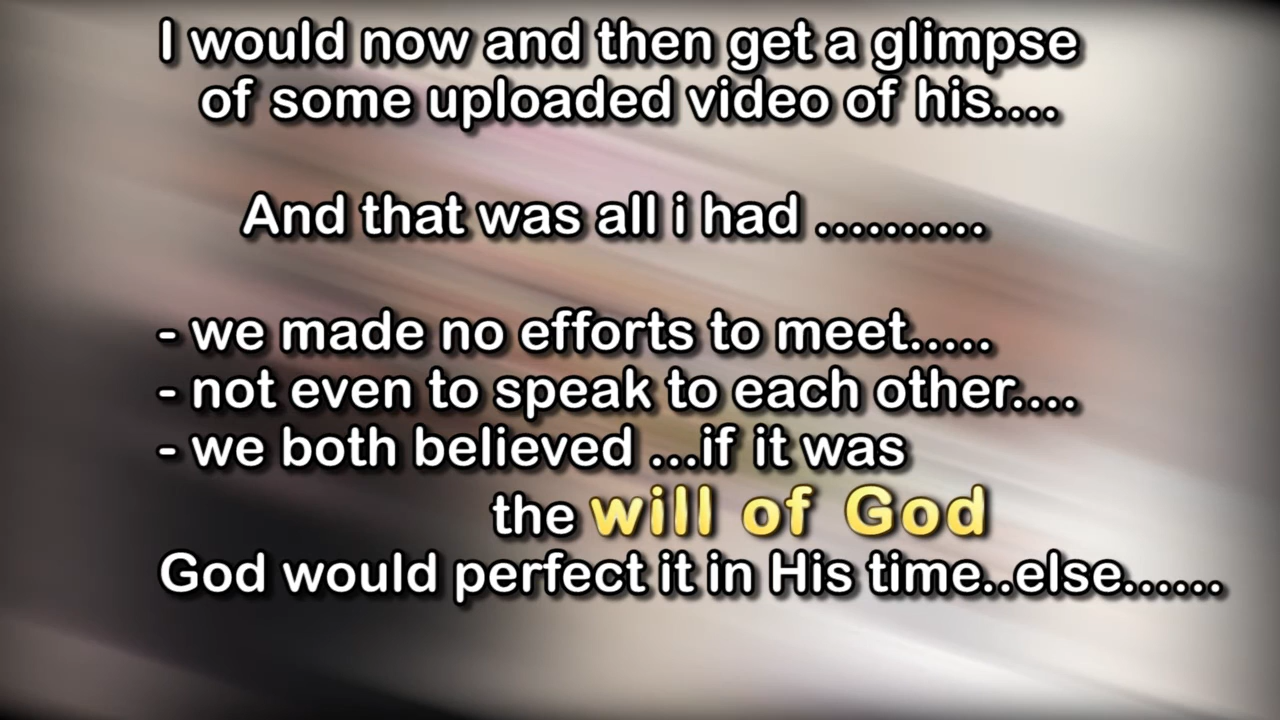 I would now and then get a glimpse
of some uploaded video of his....
And that was all i had ..........
- we made no efforts to meet.....
- not even to speak to each other....
- we both believed ...if it was
the will of God
God would perfect it in His time..else......